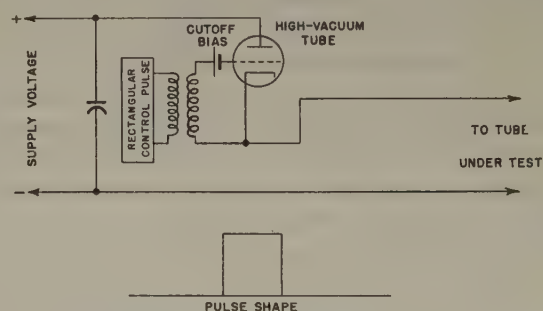 +
CUTOFF
BIAS
HIGH-VACUUM
TUBE
SUPPLY VOLTAGE
RECTANGULAR
CONTROL PULSE
TO TUBE
UNDER TEST
−
PULSE SHAPE